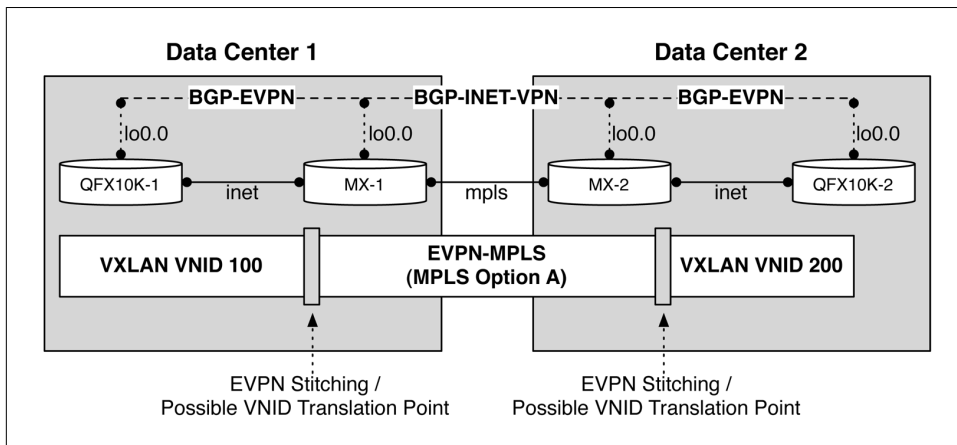 Data Center 1
Data Center 2
BGP-EVPN
BGP-INET-VPN
BGP-EVPN
lo0.0
lo0.0
lo0.0
lo0.0
QFX10K-1
MX-1
MX-2
QFX10K-2
inet
mpls
inet
VXLAN VNID 100
EVPN-MPLS
(MPLS Option A)
VXLAN VNID 200
EVPN Stitching /
Possible VNID Translation Point
EVPN Stitching /
Possible VNID Translation Point